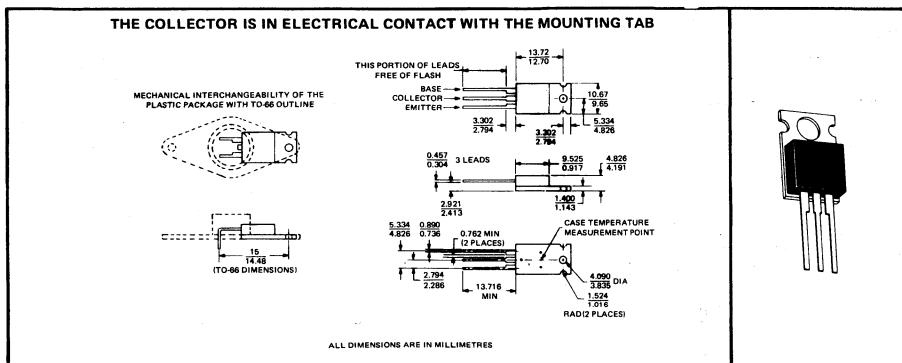 THE COLLECTOR IS IN ELECTRICAL CONTACT WITH THE MOUNTING TAB
MECHANICAL INTERCHANGEABILITY OF THE
PLASTIC PACKAGE WITH TO-66 OUTLINE
15
14.48
(TO-66 DIMENSIONS)
13.72
12.70
THIS PORTION OF LEADS
FREE OF FLASH
BASE
COLLECTOR
EMITTER
10.67
9.65
3.302
2.794
3.302
2.794
5.334
4.826
0.457
0.304
3 LEADS
9.525
0.917
4.826
4.191
2.921
2.413
1.400
1.143
5.334
4.826
0.890
0.736
0.762 MIN
(2 PLACES)
CASE TEMPERATURE
MEASUREMENT POINT
2.794
2.286
13.716
MIN
4.090
3.835
DIA
1.524
1.016
RAD(2 PLACES)
ALL DIMENSIONS ARE IN MILLIMETRES